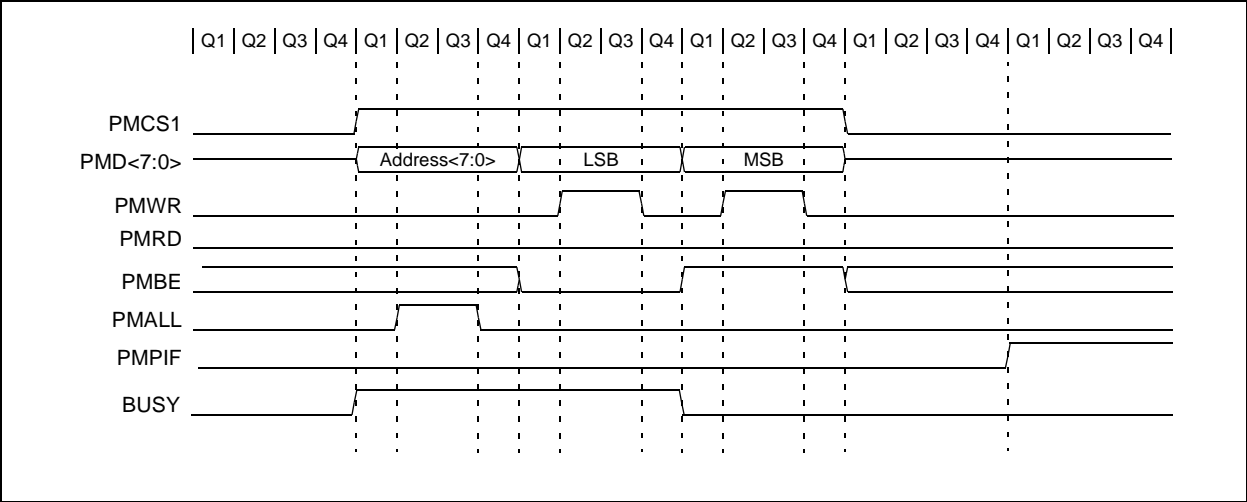 Q1 Q2 Q3 Q4 Q1 Q2 Q3 Q4 Q1 Q2 Q3 Q4 Q1 Q2 Q3 Q4 Q1 Q2 Q3 Q4 Q1 Q2 Q3 Q4
PMCS1
PMD<7:0> Address<7:0> LSB MSB
PMWR
PMRD
PMBE
PMALL
PMPIF
BUSY